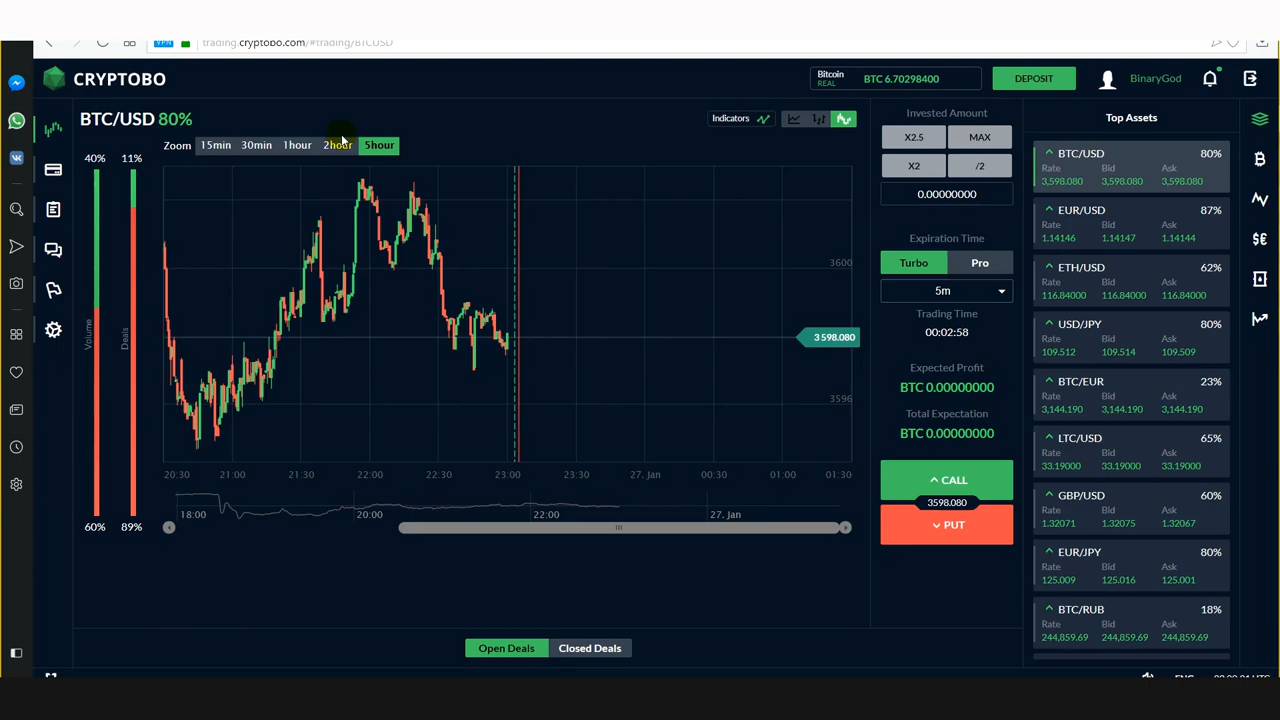 VPN
trading.cryptobo.com/#trading/BTCUSD
CRYPTOBO
Bitcoin
REAL
BTC 6.70298400
DEPOSIT
BinaryGod
BTC/USD 80%
Indicators
Zoom 15min 30min 1hour 2hour 5hour
40% 11%
Volume
Deals
60% 89%
3600
3 598.080
3596
20:30 21:00 21:30 22:00 22:30 23:00 23:30 27. Jan 00:30 01:00 01:30
18:00 20:00 22:00 27. Jan
Open Deals Closed Deals
Invested Amount
X2.5 MAX
X2 /2
0.00000000
Expiration Time
Turbo Pro
5m
Trading Time
00:02:58
Expected Profit
BTC 0.00000000
Total Expectation
BTC 0.00000000
CALL
3598.080
PUT
Top Assets
BTC/USD 80%
Rate Bid Ask
3,598.080 3,598.080 3,598.080
EUR/USD 87%
Rate Bid Ask
1.14146 1.14147 1.14144
ETH/USD 62%
Rate Bid Ask
116.84000 116.84000 116.84000
USD/JPY 80%
Rate Bid Ask
109.512 109.514 109.509
BTC/EUR 23%
Rate Bid Ask
3,144.190 3,144.190 3,144.190
LTC/USD 65%
Rate Bid Ask
33.19000 33.19000 33.19000
GBP/USD 60%
Rate Bid Ask
1.32071 1.32075 1.32067
EUR/JPY 80%
Rate Bid Ask
125.009 125.016 125.001
BTC/RUB 18%
Rate Bid Ask
244,859.69 244,859.69 244,859.69